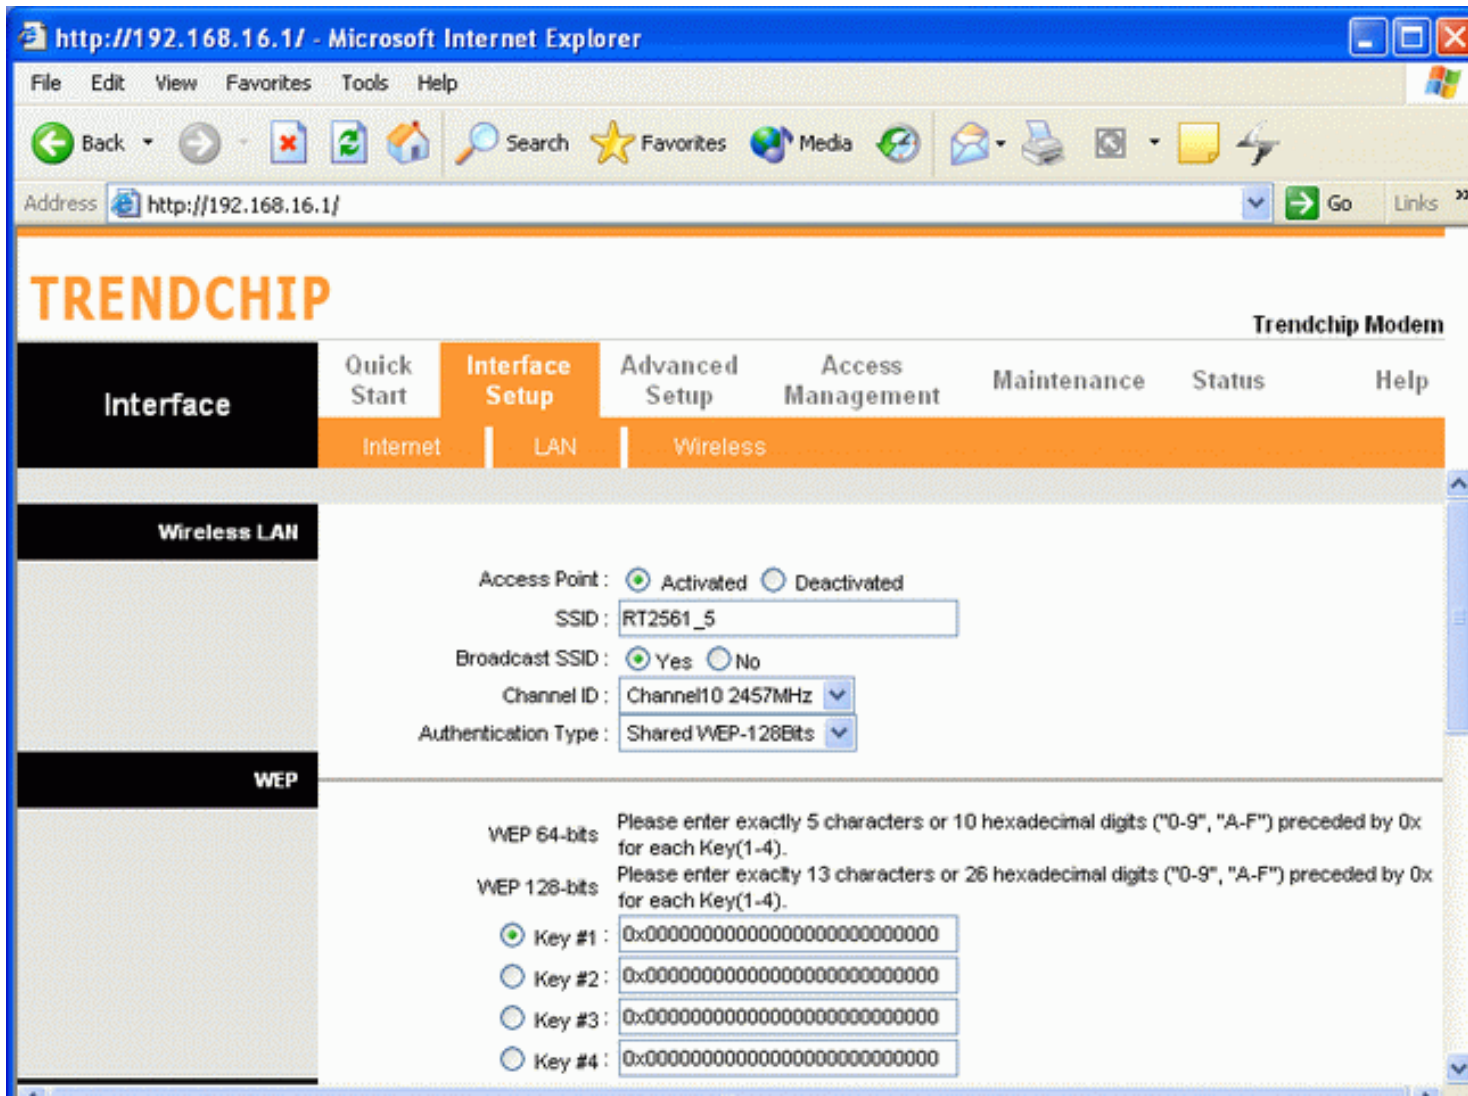 http://192.168.16.1/ - Microsoft Internet Explorer
File Edit View Favorites Tools Help
Back Search Favorites Media
Address http://192.168.16.1/ Go Links »
TRENDCHIP
Trendchip Modem
Interface
Quick Start
Interface Setup
Advanced Setup
Access Management
Maintenance
Status
Help
Internet LAN Wireless
Wireless LAN
Access Point : Activated Deactivated
SSID : RT2561_5
Broadcast SSID : Yes No
Channel ID : Channel10 2457MHz
Authentication Type : Shared WEP-128Bits
WEP
WEP 64-bits Please enter exactly 5 characters or 10 hexadecimal digits ("0-9", "A-F") preceded by 0x
for each Key(1-4).
WEP 128-bits Please enter exactly 13 characters or 26 hexadecimal digits ("0-9", "A-F") preceded by 0x
for each Key(1-4).
Key #1 : 0x00000000000000000000000000
Key #2 : 0x00000000000000000000000000
Key #3 : 0x00000000000000000000000000
Key #4 : 0x00000000000000000000000000